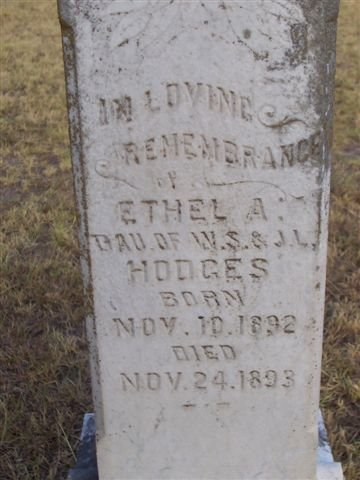 IN LOVING
REMEMBRANCE
OF
ETHEL A.
DAU. OF W.S. & J.L.
HODGES
BORN
NOV. 10. 1892
DIED
NOV. 24. 1893